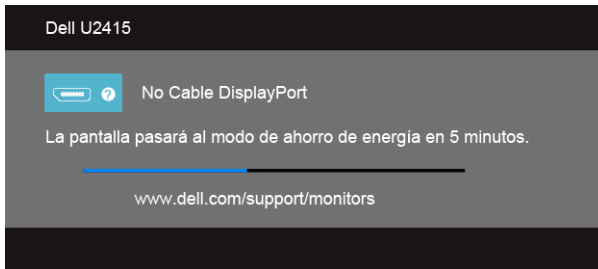 Dell U2415
?
No Cable DisplayPort
La pantalla pasará al modo de ahorro de energía en 5 minutos.
www.dell.com/support/monitors